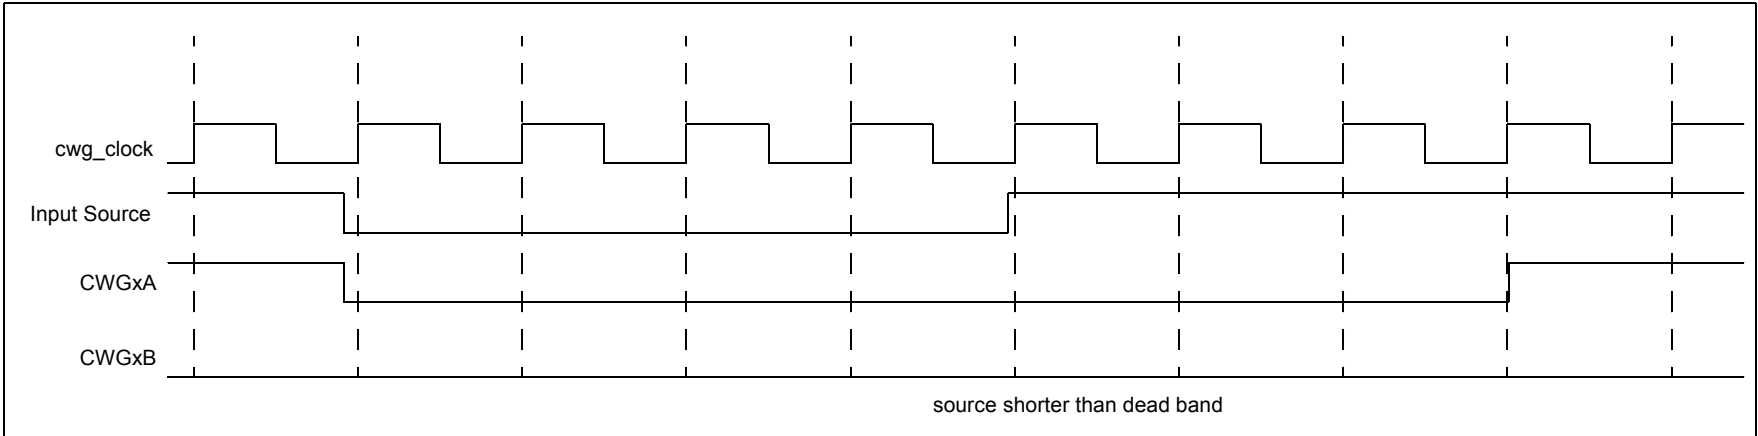 cwg_clock
Input Source
CWGxA
CWGxB
source shorter than dead band